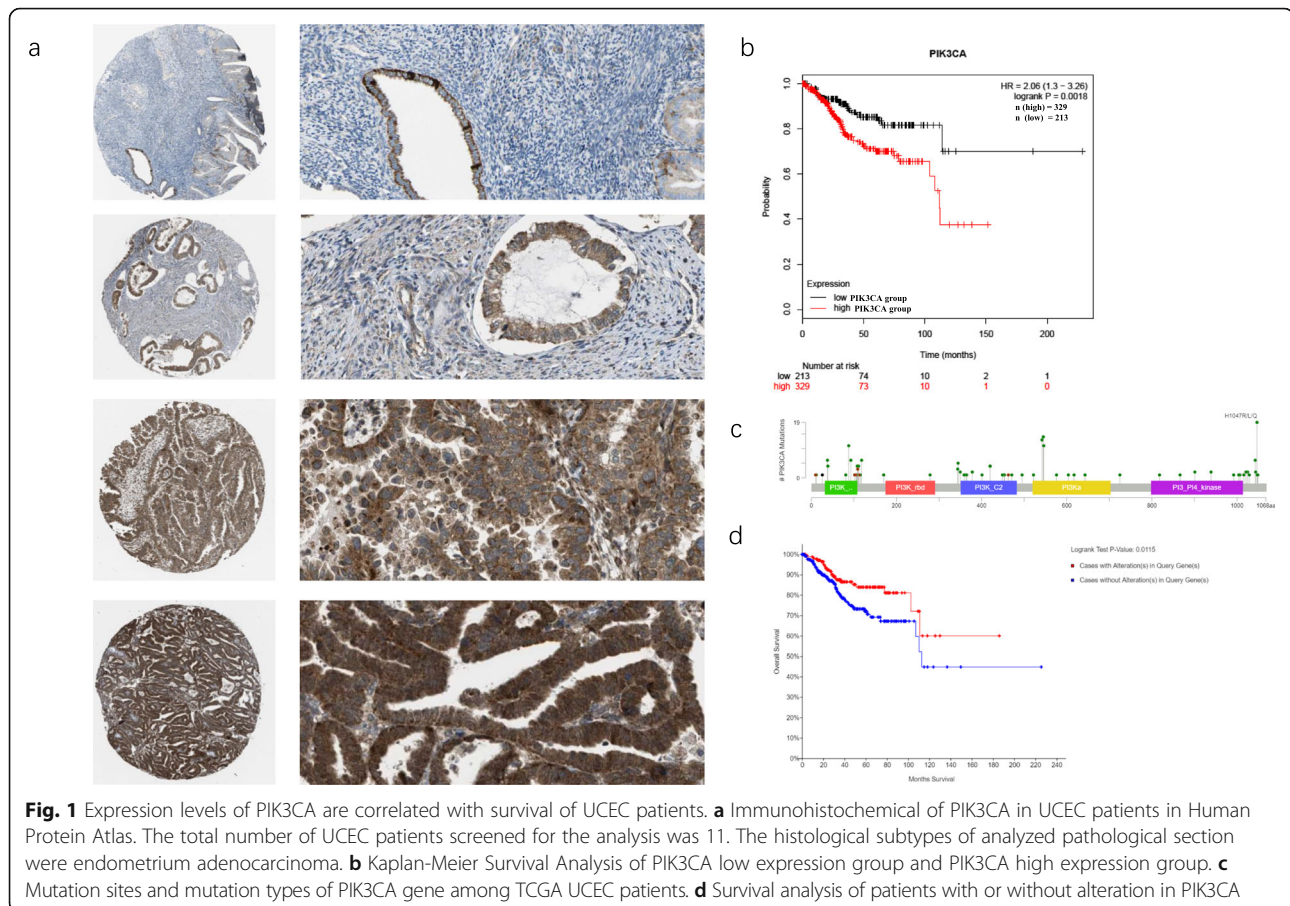 a
b
PIK3CA
HR = 2.06 (1.3 − 3.26)
logrank P = 0.0018
n (high) = 329
n (low) = 213
Probability
1.0
0.8
0.6
0.4
0.2
0.0
Expression
low PIK3CA group
high PIK3CA group
0 50 100 150 200
Time (months)
Number at risk
low 213 74 10 2 1
high 329 73 10 1 0
c
H1047R/L/Q
# PIK3CA Mutations
19
0
PI3K_... PI3K_rbd PI3K_C2 PI3Ka PI3_PI4_kinase
0 200 400 600 800 1000 1068aa
d
Logrank Test P-Value: 0.0115
Cases with Alteration(s) in Query Gene(s)
Cases without Alteration(s) in Query Gene(s)
Overall Survival
100%
90%
80%
70%
60%
50%
40%
30%
20%
10%
0%
0 20 40 60 80 100 120 140 160 180 200 220 240
Months Survival
Fig. 1 Expression levels of PIK3CA are correlated with survival of UCEC patients. a Immunohistochemical of PIK3CA in UCEC patients in Human
Protein Atlas. The total number of UCEC patients screened for the analysis was 11. The histological subtypes of analyzed pathological section
were endometrium adenocarcinoma. b Kaplan-Meier Survival Analysis of PIK3CA low expression group and PIK3CA high expression group. c
Mutation sites and mutation types of PIK3CA gene among TCGA UCEC patients. d Survival analysis of patients with or without alteration in PIK3CA